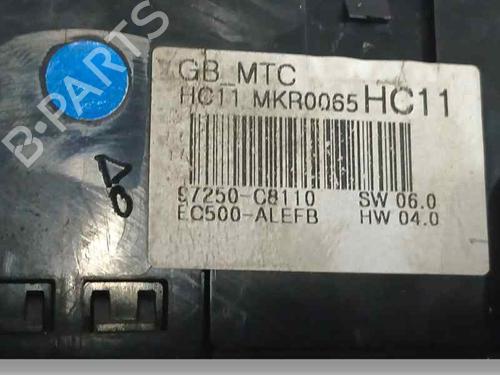 B-PARTS
GB_MTC
HC11 MKR0065 HC11
97250-C8110 SW 06.0
EC500-ALEFB HW 04.0